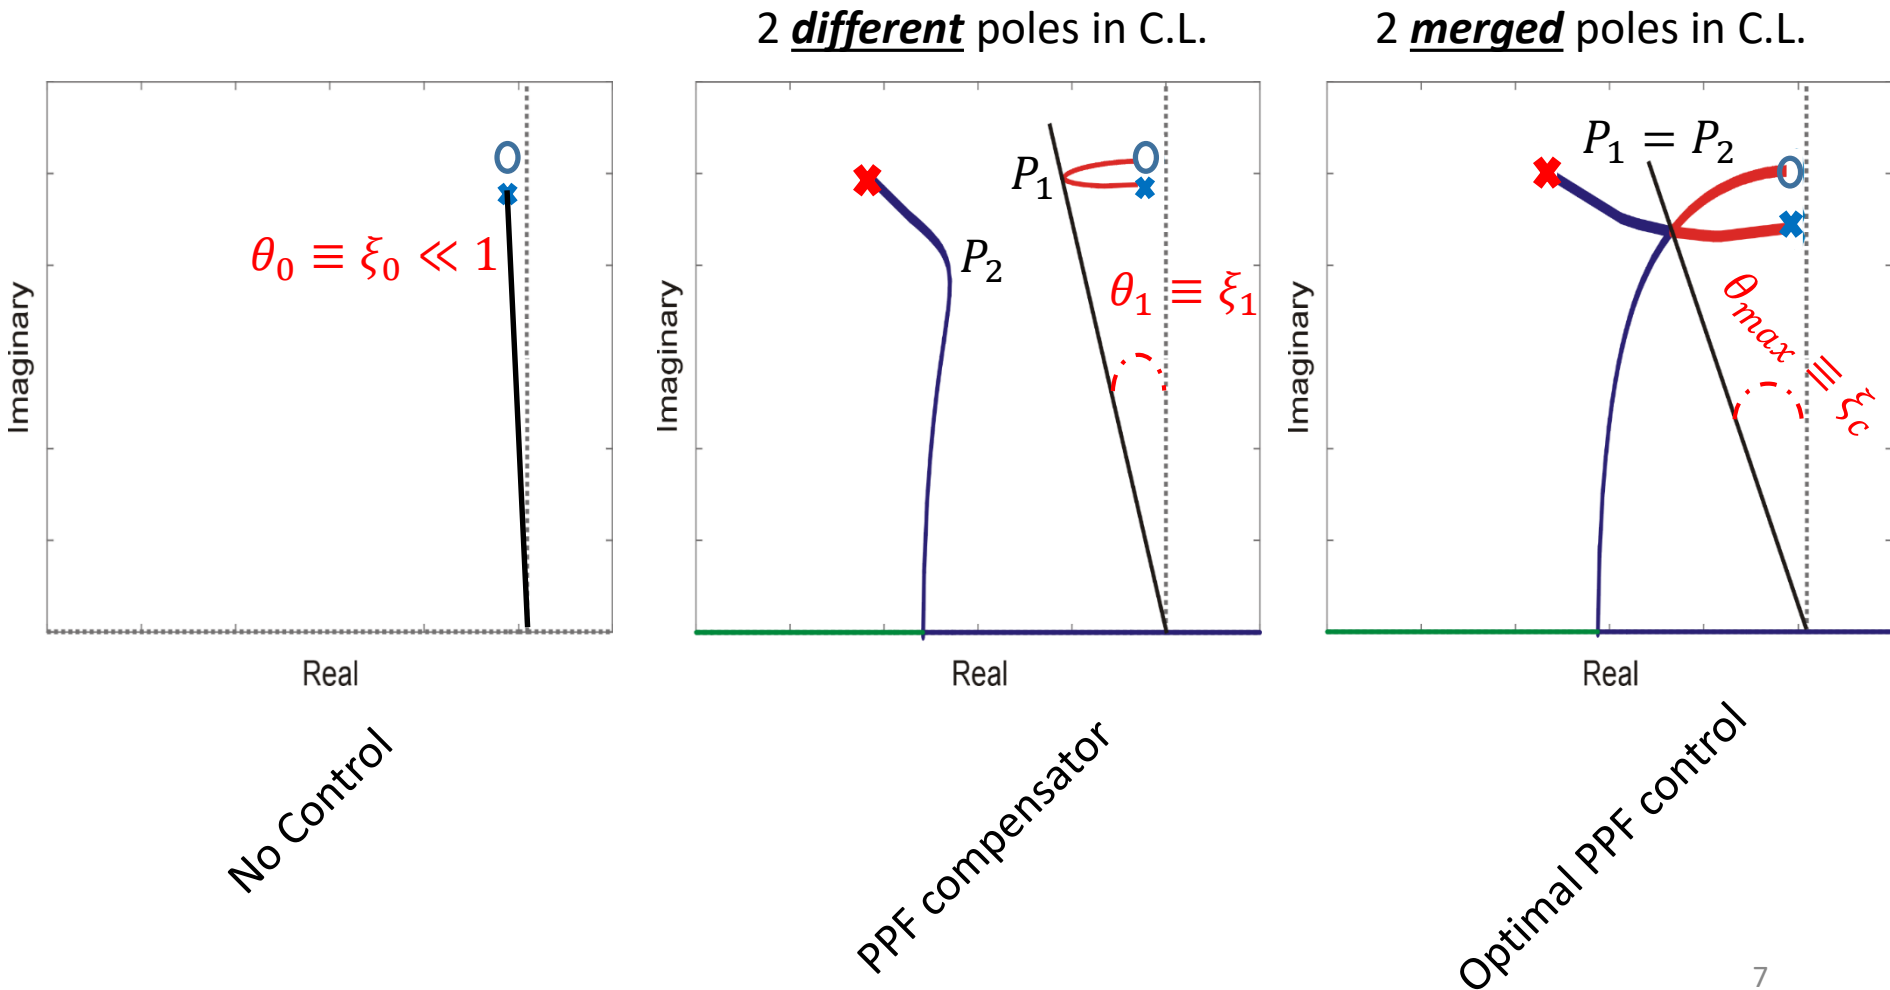 2 different poles in C.L.
2 merged poles in C.L.
θ₀ ≡ ξ₀ ≪ 1
Imaginary
Real
No Control
P₁
P₂
θ₁ ≡ ξ₁
Imaginary
Real
PPF compensator
P₁ = P₂
θₘₐₓ ≡ ξ_c
Imaginary
Real
Optimal PPF control
7